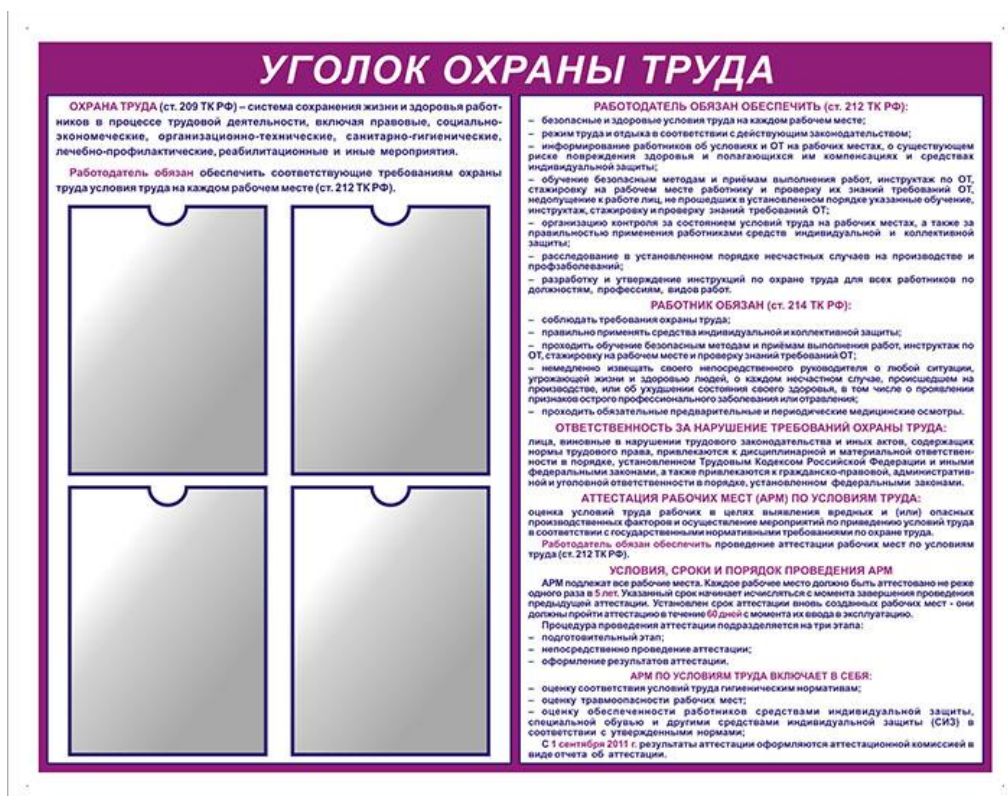 УГОЛОК ОХРАНЫ ТРУДА
ОХРАНА ТРУДА (ст. 209 ТК РФ) – система сохранения жизни и здоровья работ-
ников в процессе трудовой деятельности, включая правовые, социально-
экономеческие, организационно-технические, санитарно-гигиенические,
лечебно-профилактические, реабилитационные и иные мероприятия.
Работодатель обязан обеспечить соответствующие требованиям охраны
труда условия труда на каждом рабочем месте (ст. 212 ТК РФ).
РАБОТОДАТЕЛЬ ОБЯЗАН ОБЕСПЕЧИТЬ (ст. 212 ТК РФ):
– безопасные и здоровые условия труда на каждом рабочем месте;
– режим труда и отдыха в соответствии с действующим законодательством;
– информирование работников об условиях и ОТ на рабочих местах, о существующем
риске повреждения здоровья и полагающихся им компенсациях и средствах
индивидуальной защиты;
– обучение безопасным методам и приёмам выполнения работ, инструктаж по ОТ,
стажировку на рабочем месте работнику и проверку их знаний требований ОТ,
недопущение к работе лиц, не прошедших в установленном порядке указанные обучение,
инструктаж, стажировку и проверку знаний требований ОТ;
– организацию контроля за состоянием условий труда на рабочих местах, а также за
правильностью применения работниками средств индивидуальной и коллективной
защиты;
– расследование в установленном порядке несчастных случаев на производстве и
профзаболеваний;
– разработку и утверждение инструкций по охране труда для всех работников по
должностям, профессиям, видов работ.
РАБОТНИК ОБЯЗАН (ст. 214 ТК РФ):
– соблюдать требования охраны труда;
– правильно применять средства индивидуальной и коллективной защиты;
– проходить обучение безопасным методам и приёмам выполнения работ, инструктаж по
ОТ, стажировку на рабочем месте и проверку знаний требований ОТ;
– немедленно извещать своего непосредственного руководителя о любой ситуации,
угрожающей жизни и здоровью людей, о каждом несчастном случае, происшедшем на
производстве, или об ухудшении состояния своего здоровья, в том числе о проявлении
признаков острого профессионального заболевания или отравления;
– проходить обязательные предварительные и периодические медицинские осмотры.
ОТВЕТСТВЕННОСТЬ ЗА НАРУШЕНИЕ ТРЕБОВАНИЙ ОХРАНЫ ТРУДА:
лица, виновные в нарушении трудового законодательства и иных актов, содержащих
нормы трудового права, привлекаются к дисциплинарной и материальной ответствен-
ности в порядке, установленном Трудовым Кодексом Российской Федерации и иными
федеральными законами, а также привлекаются к гражданско-правовой, административ-
ной и уголовной ответственности в порядке, установленном федеральными законами.
АТТЕСТАЦИЯ РАБОЧИХ МЕСТ (АРМ) ПО УСЛОВИЯМ ТРУДА:
оценка условий труда рабочих в целях выявления вредных и (или) опасных
производственных факторов и осуществление мероприятий по приведению условий труда
в соответствии с государственными нормативными требованиями по охране труда.
Работодатель обязан обеспечить проведение аттестации рабочих мест по условиям
труда (ст. 212 ТК РФ).
УСЛОВИЯ, СРОКИ И ПОРЯДОК ПРОВЕДЕНИЯ АРМ
АРМ подлежат все рабочие места. Каждое рабочее место должно быть аттестовано не реже
одного раза в 5 лет. Указанный срок начинает исчисляться с момента завершения проведения
предыдущей аттестации. Установлен срок аттестации вновь созданных рабочих мест - они
должны пройти аттестацию в течение 60 дней с момента их ввода в эксплуатацию.
Процедура проведения аттестации подразделяется на три этапа:
– подготовительный этап;
– непосредственно проведение аттестации;
– оформление результатов аттестации.
АРМ ПО УСЛОВИЯМ ТРУДА ВКЛЮЧАЕТ В СЕБЯ:
– оценку соответствия условий труда гигиеническим нормативам;
– оценку травмоопасности рабочих мест;
– оценку обеспеченности работников средствами индивидуальной защиты,
специальной обувью и другими средствами индивидуальной защиты (СИЗ) в
соответствии с утвержденными нормами;
С 1 сентября 2011 г. результаты аттестации оформляются аттестационной комиссией в
виде отчета об аттестации.